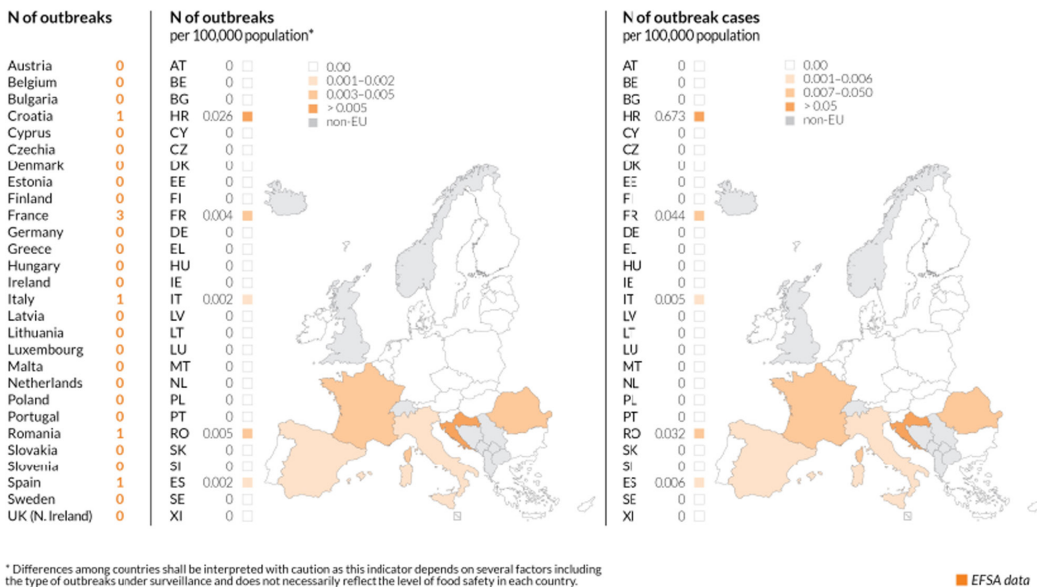 N of outbreaks
Austria 0
Belgium 0
Bulgaria 0
Croatia 1
Cyprus 0
Czechia 0
Denmark 0
Estonia 0
Finland 0
France 3
Germany 0
Greece 0
Hungary 0
Ireland 0
Italy 1
Latvia 0
Lithuania 0
Luxembourg 0
Malta 0
Netherlands 0
Poland 0
Portugal 0
Romania 1
Slovakia 0
Slovenia 0
Spain 1
Sweden 0
UK (N. Ireland) 0
N of outbreaks
per 100,000 population*
AT 0
BE 0
BG 0
HR 0.026
CY 0
CZ 0
DK 0
EE 0
FI 0
FR 0.004
DE 0
EL 0
HU 0
IE 0
IT 0.002
LV 0
LT 0
LU 0
MT 0
NL 0
PL 0
PT 0
RO 0.005
SK 0
SI 0
ES 0.002
SE 0
XI 0
0.00
0.001–0.002
0.003–0.005
> 0.005
non-EU
N of outbreak cases
per 100,000 population
AT 0
BE 0
BG 0
HR 0.673
CY 0
CZ 0
DK 0
EE 0
FI 0
FR 0.044
DE 0
EL 0
HU 0
IE 0
IT 0.005
LV 0
LT 0
LU 0
MT 0
NL 0
PL 0
PT 0
RO 0.032
SK 0
SI 0
ES 0.006
SE 0
XI 0
0.00
0.001–0.006
0.007–0.050
> 0.05
non-EU
* Differences among countries shall be interpreted with caution as this indicator depends on several factors including
the type of outbreaks under surveillance and does not necessarily reflect the level of food safety in each country.
EFSA data